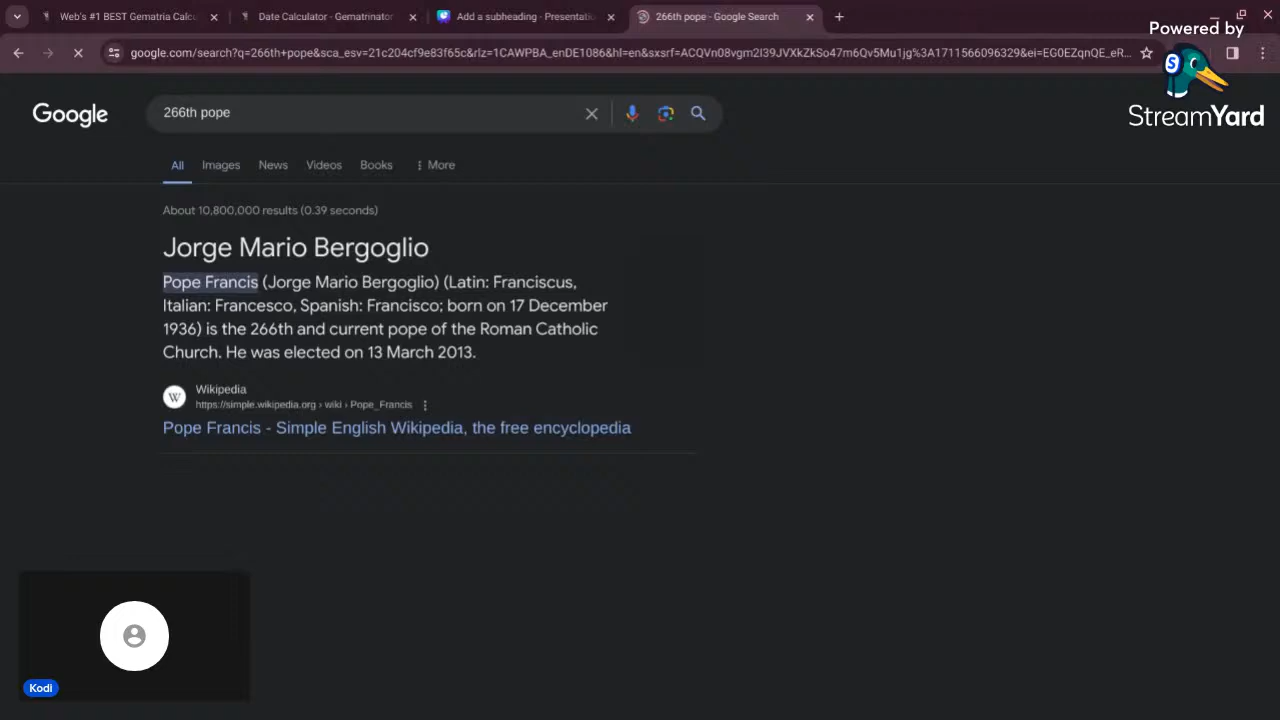 Web's #1 BEST Gematria Calcu
Date Calculator - Gematrinator
Add a subheading - Presentatio
266th pope - Google Search
Powered by
google.com/search?q=266th+pope&sca_esv=21c204cf9e83f65c&rlz=1CAWPBA_enDE1086&hl=en&sxsrf=ACQVn08vgm2I39JVXkZkSo47m6Qv5Mu1jg%3A1711566096329&ei=EG0EZqnQE_eR...
S
StreamYard
Google
266th pope
All
Images
News
Videos
Books
More
About 10,800,000 results (0.39 seconds)
Jorge Mario Bergoglio
Pope Francis (Jorge Mario Bergoglio) (Latin: Franciscus,
Italian: Francesco, Spanish: Francisco; born on 17 December
1936) is the 266th and current pope of the Roman Catholic
Church. He was elected on 13 March 2013.
W
Wikipedia
https://simple.wikipedia.org › wiki › Pope_Francis
Pope Francis - Simple English Wikipedia, the free encyclopedia
Kodi